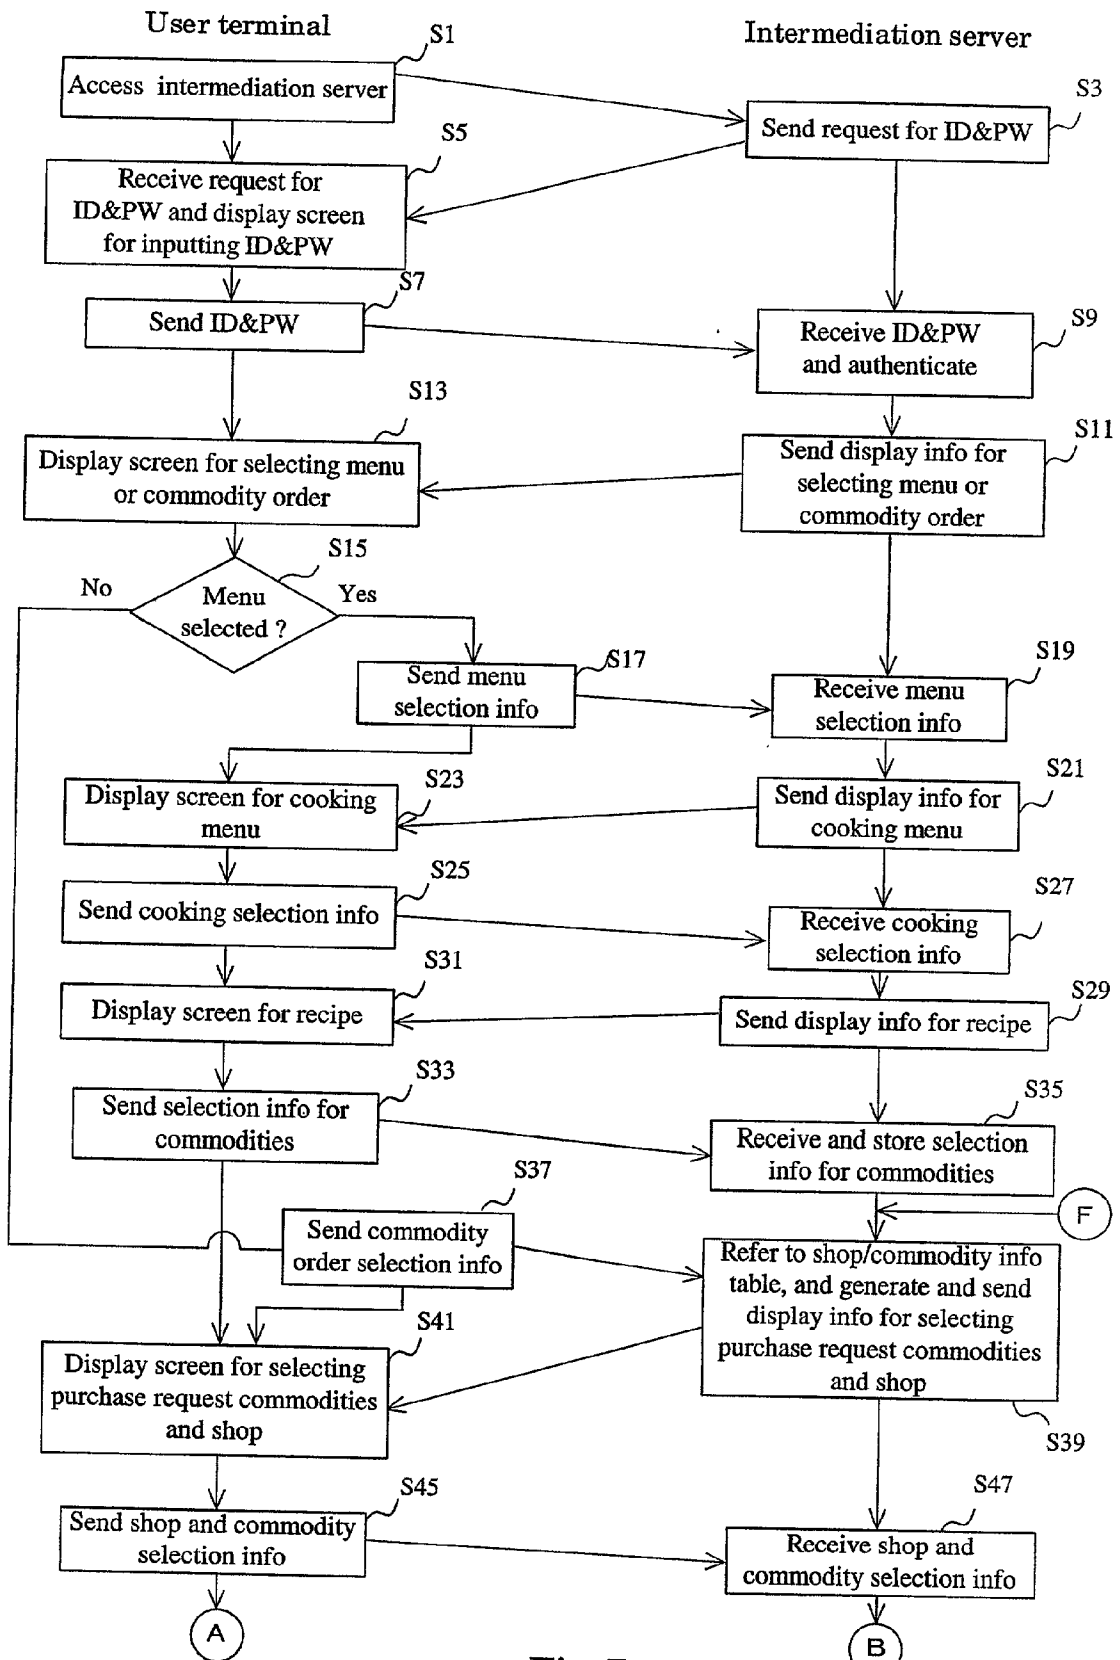 User terminal
Intermediation server
S1
Access intermediation server
S3
Send request for ID&PW
S5
Receive request for
ID&PW and display screen
for inputting ID&PW
S7
Send ID&PW
S9
Receive ID&PW
and authenticate
S13
Display screen for selecting menu
or commodity order
S11
Send display info for
selecting menu or
commodity order
S15
No
Menu
selected ?
Yes
S17
Send menu
selection info
S19
Receive menu
selection info
S23
Display screen for cooking
menu
S21
Send display info for
cooking menu
S25
Send cooking selection info
S27
Receive cooking
selection info
S31
Display screen for recipe
S29
Send display info for recipe
S33
Send selection info for
commodities
S35
Receive and store selection
info for commodities
F
S37
Send commodity
order selection info
Refer to shop/commodity info
table, and generate and send
display info for selecting
purchase request commodities
and shop
S39
S41
Display screen for selecting
purchase request commodities
and shop
S45
Send shop and commodity
selection info
S47
Receive shop and
commodity selection info
A
B